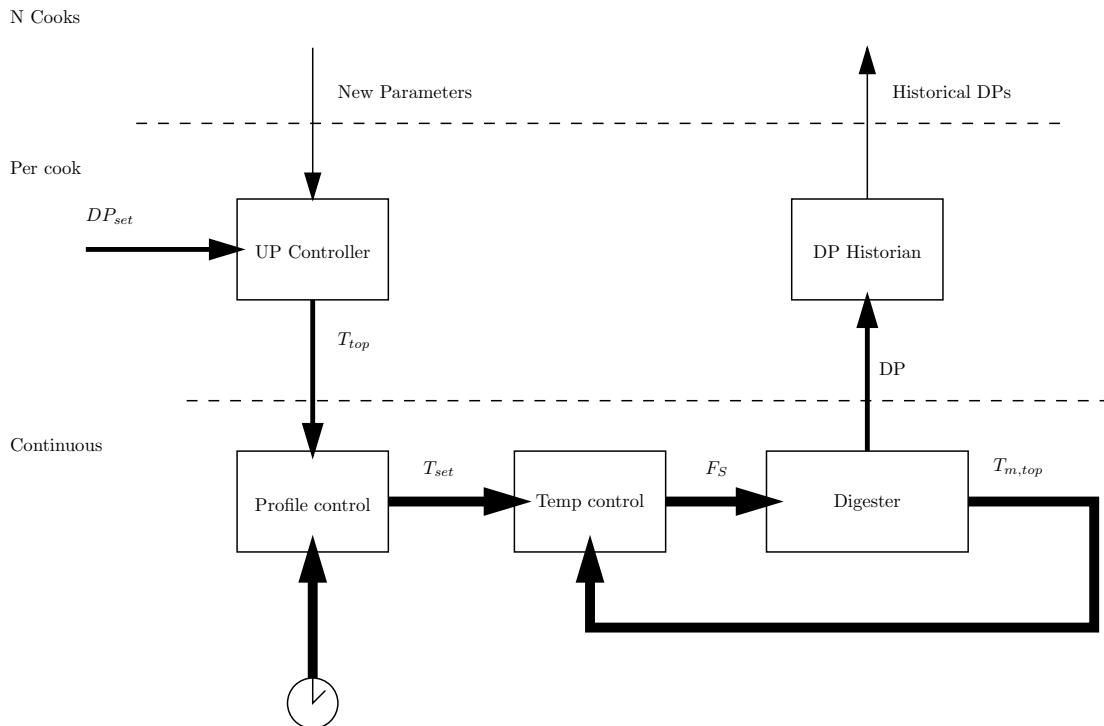 N Cooks
New Parameters
Historical DPs
Per cook
DP_set
UP Controller
DP Historian
T_top
DP
Continuous
T_set
F_S
T_m,top
Profile control
Temp control
Digester